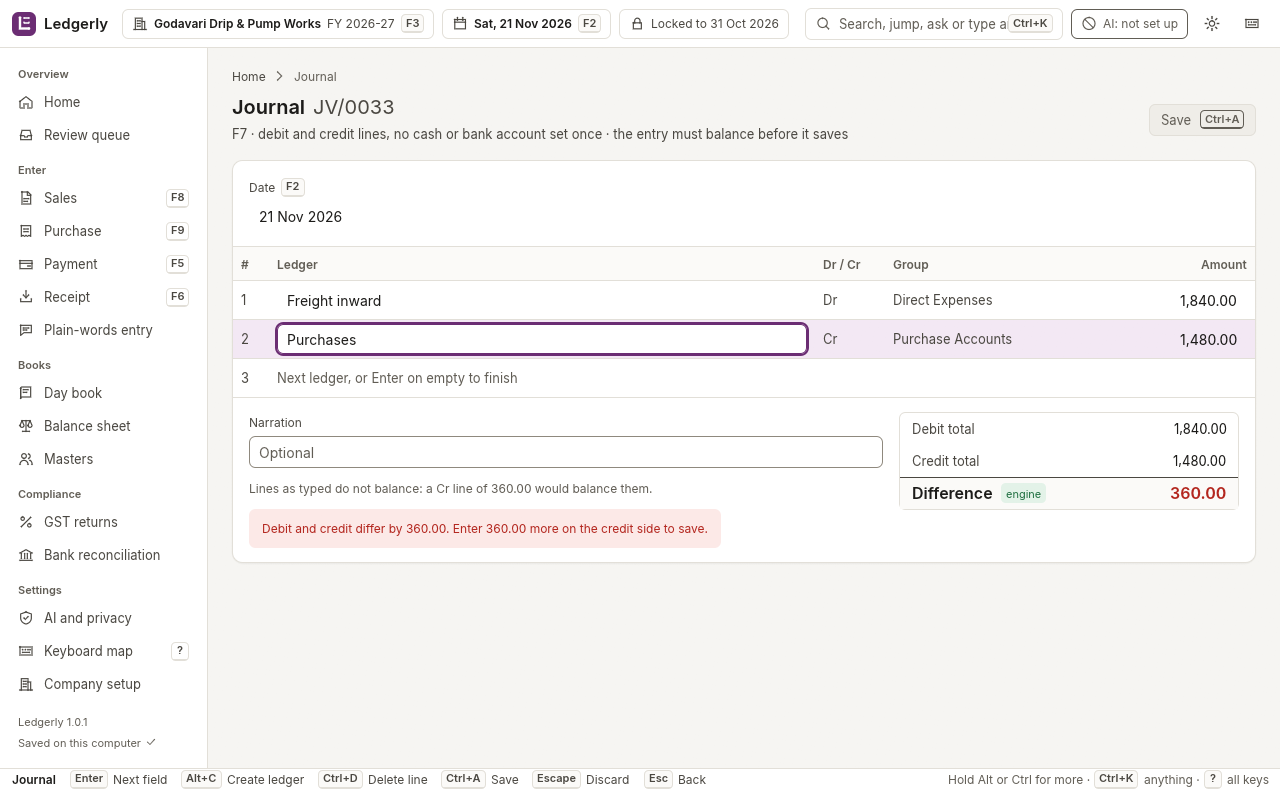 Ledgerly
Godavari Drip & Pump Works FY 2026-27 F3
Sat, 21 Nov 2026 F2
Locked to 31 Oct 2026
Search, jump, ask or type a Ctrl+K
AI: not set up
Overview
Home
Review queue
Enter
Sales F8
Purchase F9
Payment F5
Receipt F6
Plain-words entry
Books
Day book
Balance sheet
Masters
Compliance
GST returns
Bank reconciliation
Settings
AI and privacy
Keyboard map ?
Company setup
Ledgerly 1.0.1
Saved on this computer
Home > Journal
Journal JV/0033
F7 · debit and credit lines, no cash or bank account set once · the entry must balance before it saves
Save Ctrl+A
Date F2
21 Nov 2026
# Ledger Dr / Cr Group Amount
1 Freight inward Dr Direct Expenses 1,840.00
2 Purchases Cr Purchase Accounts 1,480.00
3 Next ledger, or Enter on empty to finish
Narration
Optional
Lines as typed do not balance: a Cr line of 360.00 would balance them.
Debit and credit differ by 360.00. Enter 360.00 more on the credit side to save.
Debit total 1,840.00
Credit total 1,480.00
Difference engine 360.00
Journal Enter Next field Alt+C Create ledger Ctrl+D Delete line Ctrl+A Save Escape Discard Esc Back
Hold Alt or Ctrl for more · Ctrl+K anything · ? all keys